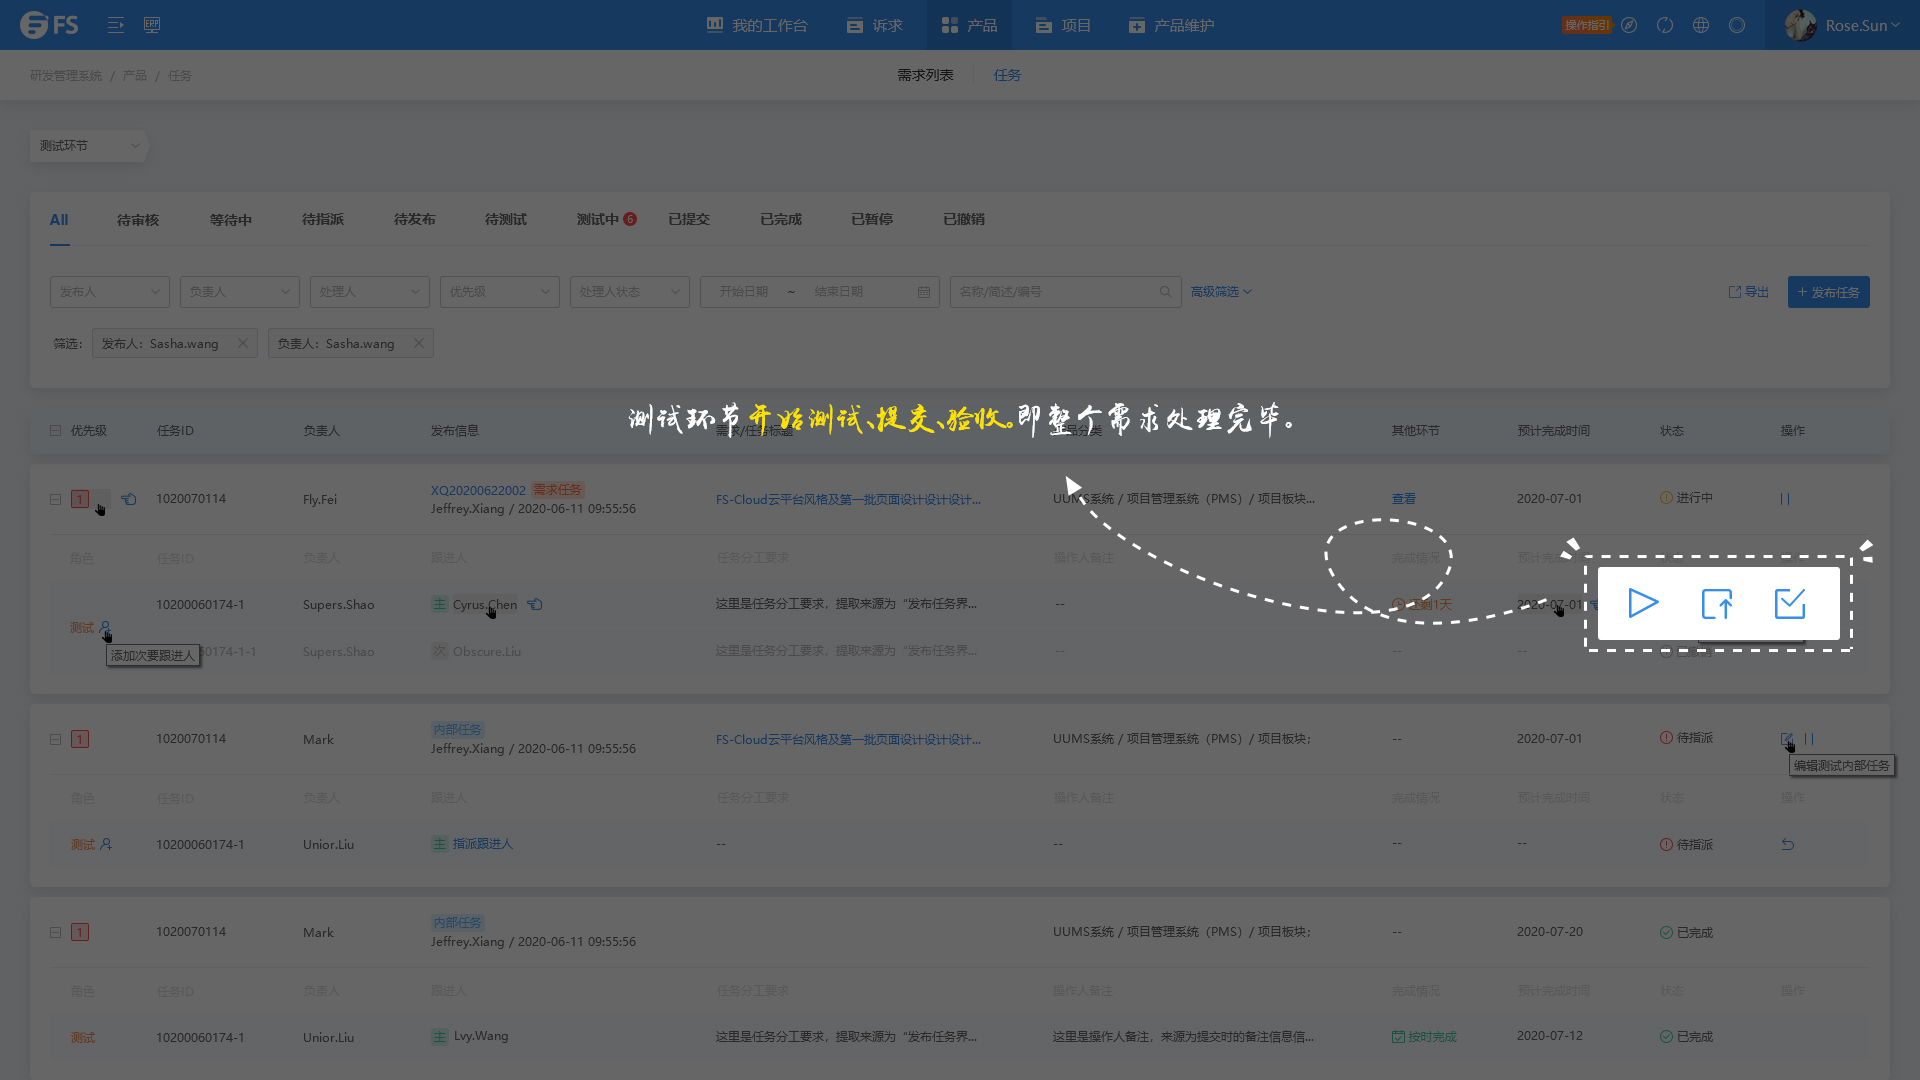 FS ERP 我的工作台 诉求 产品 项目 产品维护 操作指引 Rose.Sun
研发管理系统 / 产品 / 任务 需求列表 任务
测试环节
All 待审核 等待中 待指派 待发布 待测试 测试中 6 已提交 已完成 已暂停 已撤销
发布人 负责人 处理人 优先级 处理人状态 开始日期 ~ 结束日期 名称/简述/编号 高级筛选 导出 + 发布任务
筛选: 发布人: Sasha.wang 负责人: Sasha.wang
测试环节开始测试、提交、验收。即整个需求处理完毕。
优先级 任务ID 负责人 发布信息 需求/任务标题 产品分类 其他环节 预计完成时间 状态 操作
1 1020070114 Fly.Fei XQ20200622002 需求任务 FS-Cloud云平台风格及第一批页面设计设计设计... UUMS系统 / 项目管理系统（PMS）/ 项目板块... 查看 2020-07-01 进行中
Jeffrey.Xiang / 2020-06-11 09:55:56
角色 任务ID 负责人 跟进人 任务分工要求 操作人备注 完成情况 预计完成时间
10200060174-1 Supers.Shao 主 Cyrus.Chen 这里是任务分工要求，提取来源为“发布任务界... -- 还剩1天 2020-07-01
测试
添加次要跟进人 60174-1-1 Supers.Shao 次 Obscure.Liu 这里是任务分工要求，提取来源为“发布任务界... -- -- --
1 1020070114 Mark 内部任务 FS-Cloud云平台风格及第一批页面设计设计设计... UUMS系统 / 项目管理系统（PMS）/ 项目板块; -- 2020-07-01 待指派
Jeffrey.Xiang / 2020-06-11 09:55:56
编辑测试内部任务
角色 任务ID 负责人 跟进人 任务分工要求 操作人备注 完成情况 预计完成时间 状态 操作
测试 10200060174-1 Unior.Liu 主 指派跟进人 -- -- -- -- 待指派
1 1020070114 Mark 内部任务 UUMS系统 / 项目管理系统（PMS）/ 项目板块; -- 2020-07-20 已完成
Jeffrey.Xiang / 2020-06-11 09:55:56
角色 任务ID 负责人 跟进人 任务分工要求 操作人备注 完成情况 预计完成时间 状态 操作
测试 10200060174-1 Unior.Liu 主 Lvy.Wang 这里是任务分工要求，提取来源为“发布任务界... 这里是操作人备注，来源为提交时的备注信息信... 按时完成 2020-07-12 已完成